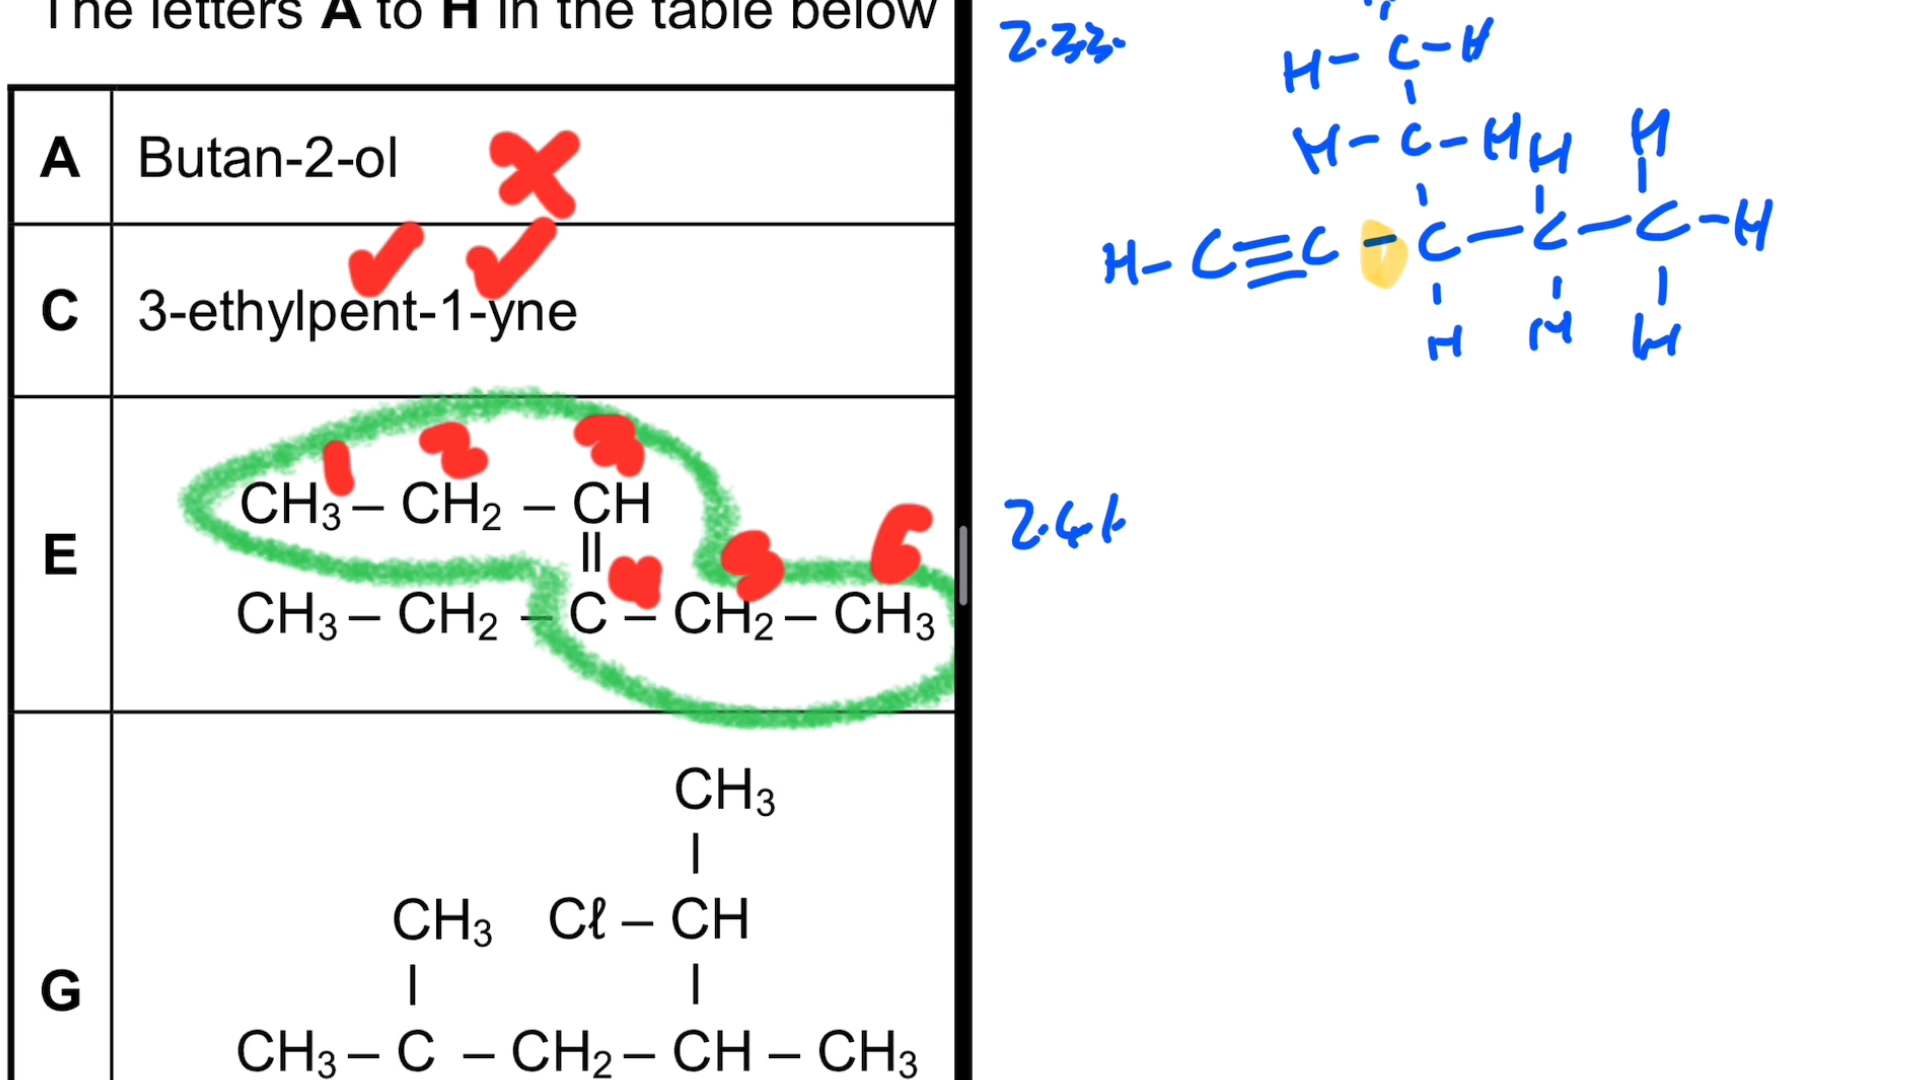 The letters A to H in the table below
A Butan-2-ol
C 3-ethylpent-1-yne
1 2 3
CH₃ – CH₂ – CH
||
E
4 5 6
CH₃ – CH₂ – C – CH₂ – CH₃
CH₃
|
CH₃ Cℓ – CH
| |
G
CH₃ – C – CH₂ – CH – CH₃
2.3.3.
H – C – H
|
H – C – H H H
| | |
H – C ≡ C – C – C – C – H
| | |
H H H
2.4.1